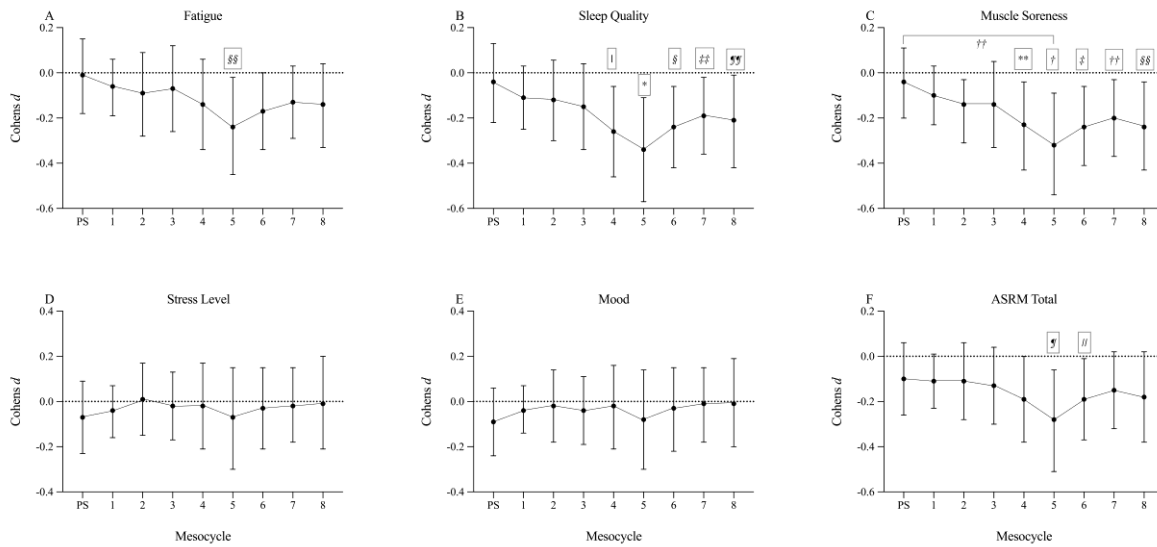 A Fatigue
0.2
0.0
-0.2
-0.4
-0.6
Cohens d
§§
PS 1 2 3 4 5 6 7 8
B Sleep Quality
0.2
0.0
-0.2
-0.4
-0.6
Cohens d
* § ‡‡ ¶¶
PS 1 2 3 4 5 6 7 8
C Muscle Soreness
0.2
0.0
-0.2
-0.4
-0.6
Cohens d
††
** † ‡ †† §§
PS 1 2 3 4 5 6 7 8
D Stress Level
0.4
0.2
0.0
-0.2
-0.4
Cohens d
PS 1 2 3 4 5 6 7 8
Mesocycle
E Mood
0.4
0.2
0.0
-0.2
-0.4
Cohens d
PS 1 2 3 4 5 6 7 8
Mesocycle
F ASRM Total
0.2
-0.0
-0.2
-0.4
-0.6
Cohens d
¶ //
PS 1 2 3 4 5 6 7 8
Mesocycle